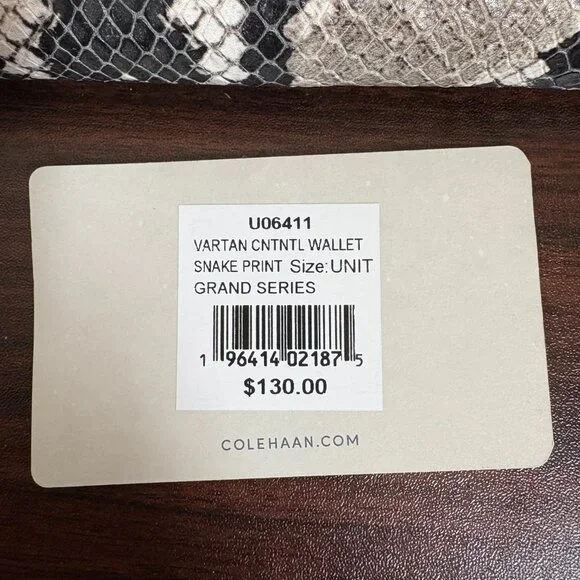 U06411
VARTAN CNTNTL WALLET
SNAKE PRINT Size:UNIT
GRAND SERIES
1 96414 02187 5
$130.00
COLEHAAN.COM